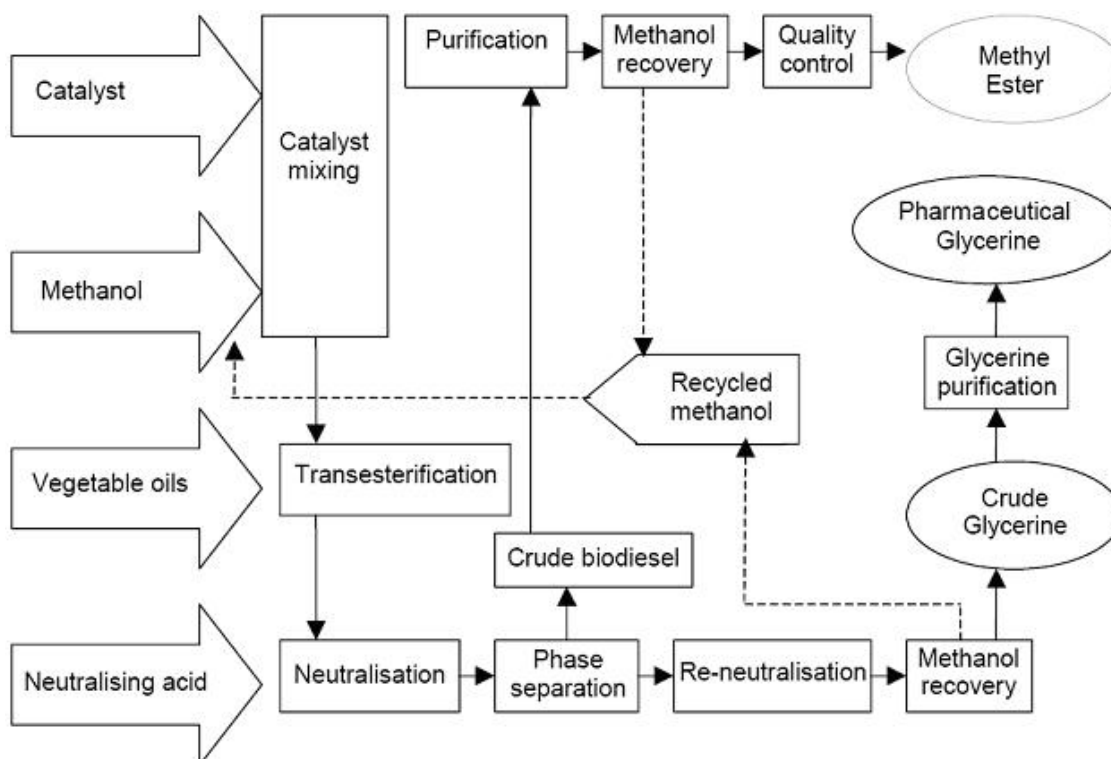 Catalyst
Catalyst
mixing
Purification
Methanol
recovery
Quality
control
Methyl
Ester
Methanol
Pharmaceutical
Glycerine
Recycled
methanol
Glycerine
purification
Vegetable oils
Transesterification
Crude biodiesel
Crude
Glycerine
Neutralising acid
Neutralisation
Phase
separation
Re-neutralisation
Methanol
recovery